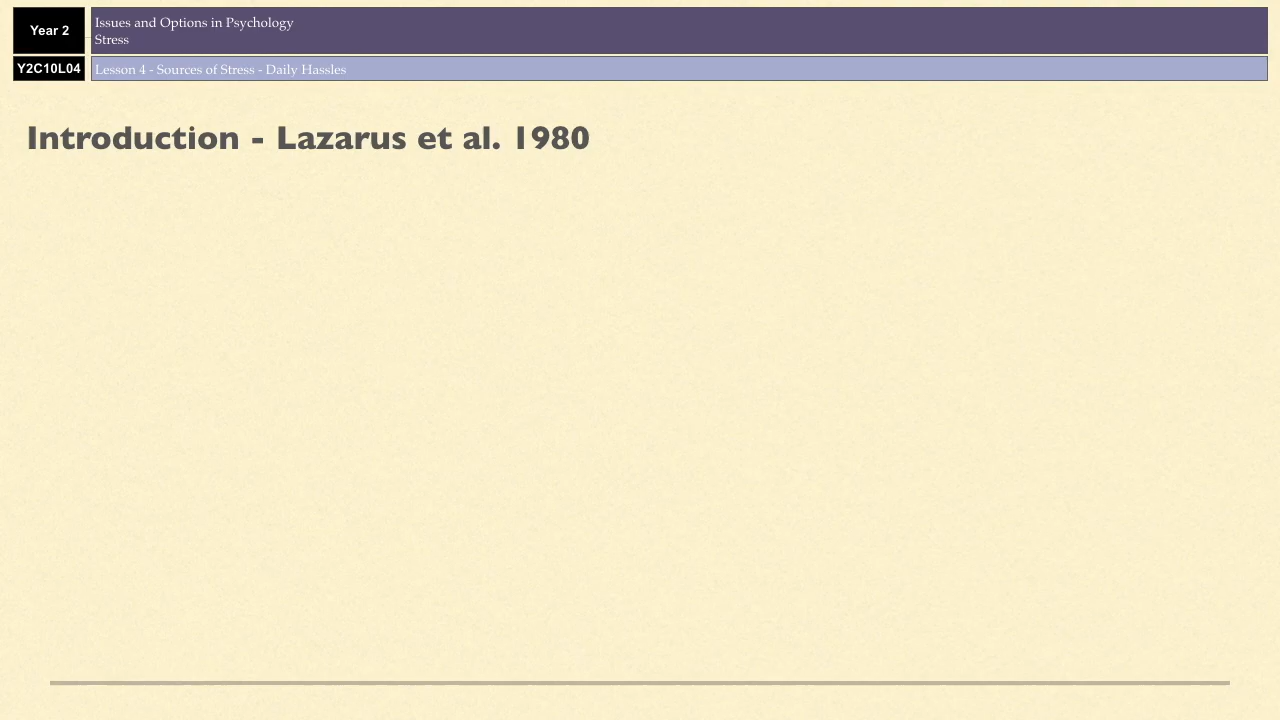 Year 2
Issues and Options in Psychology
Stress
Y2C10L04
Lesson 4 - Sources of Stress - Daily Hassles
Introduction - Lazarus et al. 1980